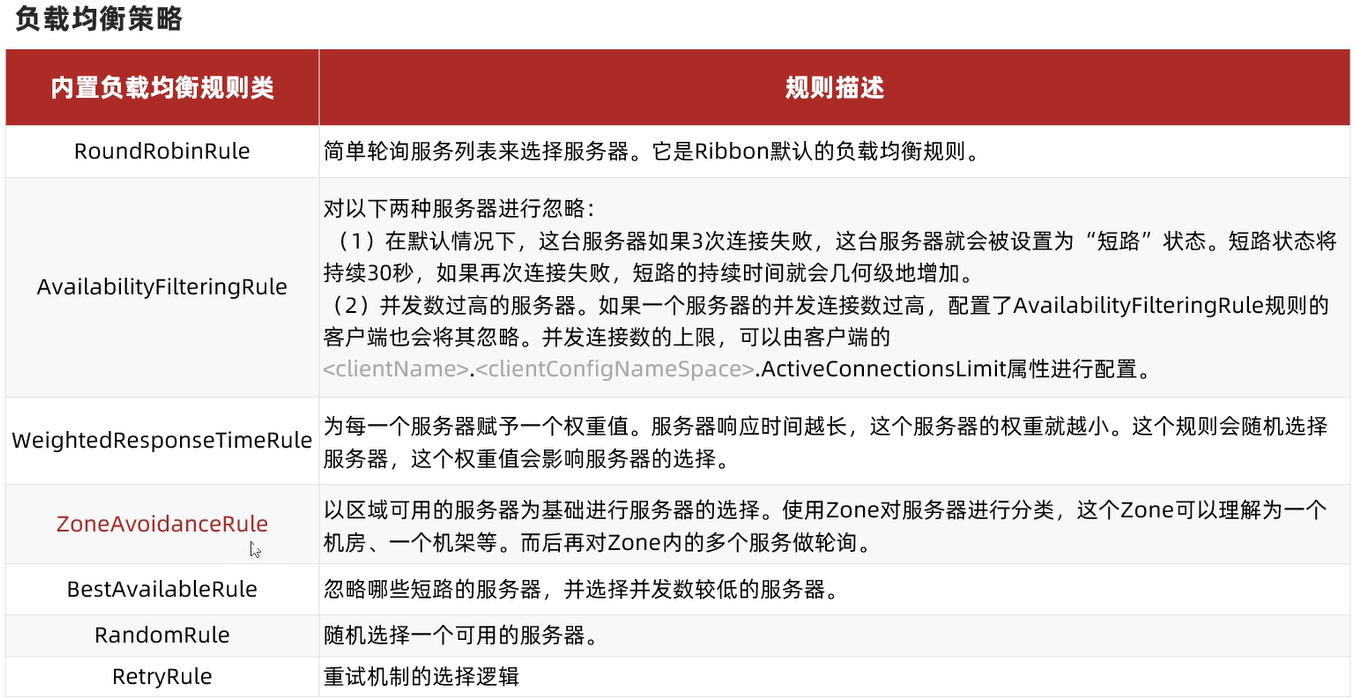 负载均衡策略
内置负载均衡规则类
规则描述
RoundRobinRule
简单轮询服务列表来选择服务器。它是Ribbon默认的负载均衡规则。
AvailabilityFilteringRule
对以下两种服务器进行忽略：
（1）在默认情况下，这台服务器如果3次连接失败，这台服务器就会被设置为“短路”状态。短路状态将
持续30秒，如果再次连接失败，短路的持续时间就会几何级地增加。
（2）并发数过高的服务器。如果一个服务器的并发连接数过高，配置了AvailabilityFilteringRule规则的
客户端也会将其忽略。并发连接数的上限，可以由客户端的
<clientName>.<clientConfigNameSpace>.ActiveConnectionsLimit属性进行配置。
WeightedResponseTimeRule
为每一个服务器赋予一个权重值。服务器响应时间越长，这个服务器的权重就越小。这个规则会随机选择
服务器，这个权重值会影响服务器的选择。
ZoneAvoidanceRule
以区域可用的服务器为基础进行服务器的选择。使用Zone对服务器进行分类，这个Zone可以理解为一个
机房、一个机架等。而后再对Zone内的多个服务做轮询。
BestAvailableRule
忽略哪些短路的服务器，并选择并发数较低的服务器。
RandomRule
随机选择一个可用的服务器。
RetryRule
重试机制的选择逻辑